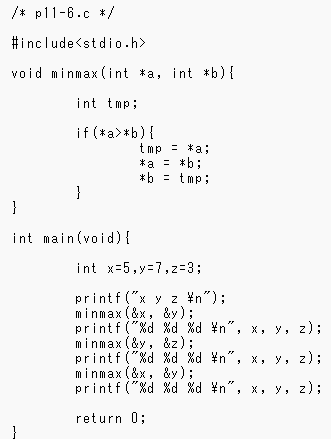 /* p11-6.c */
#include<stdio.h>
void minmax(int *a, int *b){
int tmp;
if(*a>*b){
tmp = *a;
*a = *b;
*b = tmp;
}
}
int main(void){
int x=5,y=7,z=3;
printf("x y z ¥n");
minmax(&x, &y);
printf("%d %d %d ¥n", x, y, z);
minmax(&y, &z);
printf("%d %d %d ¥n", x, y, z);
minmax(&x, &y);
printf("%d %d %d ¥n", x, y, z);
return 0;
}